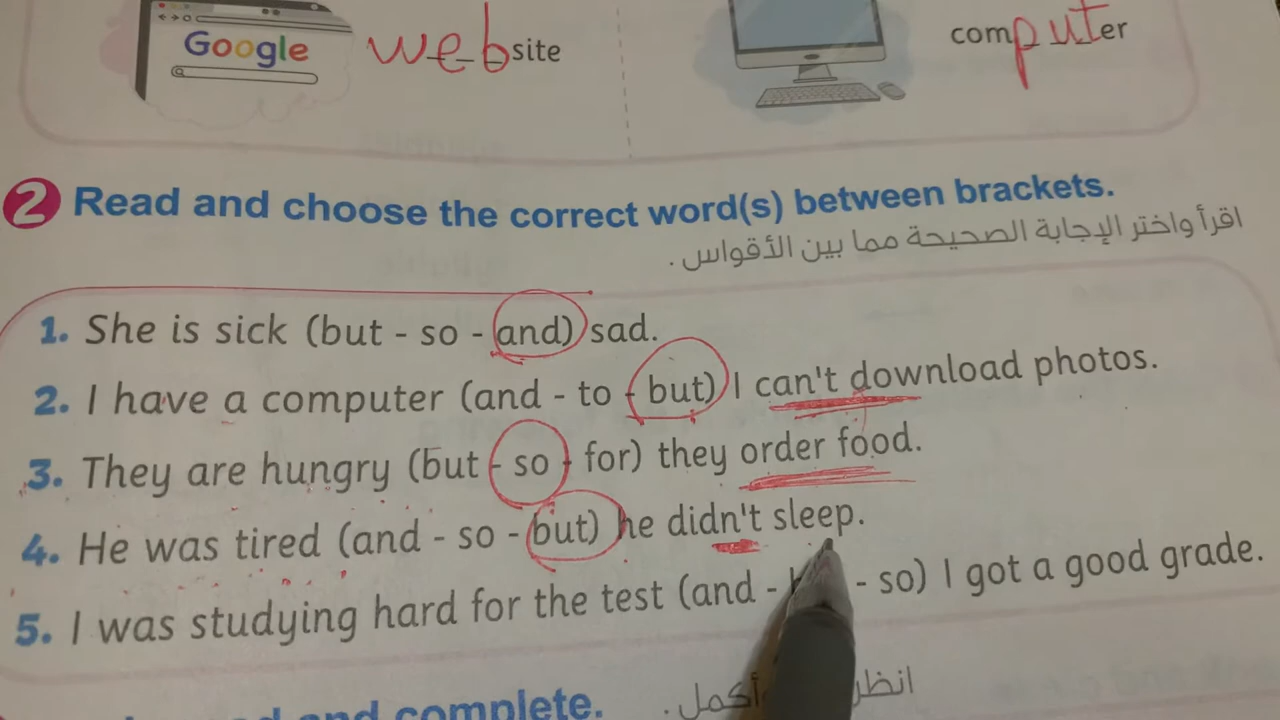 Google
website
computer
2 Read and choose the correct word(s) between brackets.
اقرأ واختر الإجابة الصحيحة مما بين الأقواس .
1. She is sick (but - so - and) sad.
2. I have a computer (and - to - but) I can't download photos.
3. They are hungry (but - so - for) they order food.
4. He was tired (and - so - but) he didn't sleep.
5. I was studying hard for the test (and - - so) I got a good grade.
and complete.
أكمل .